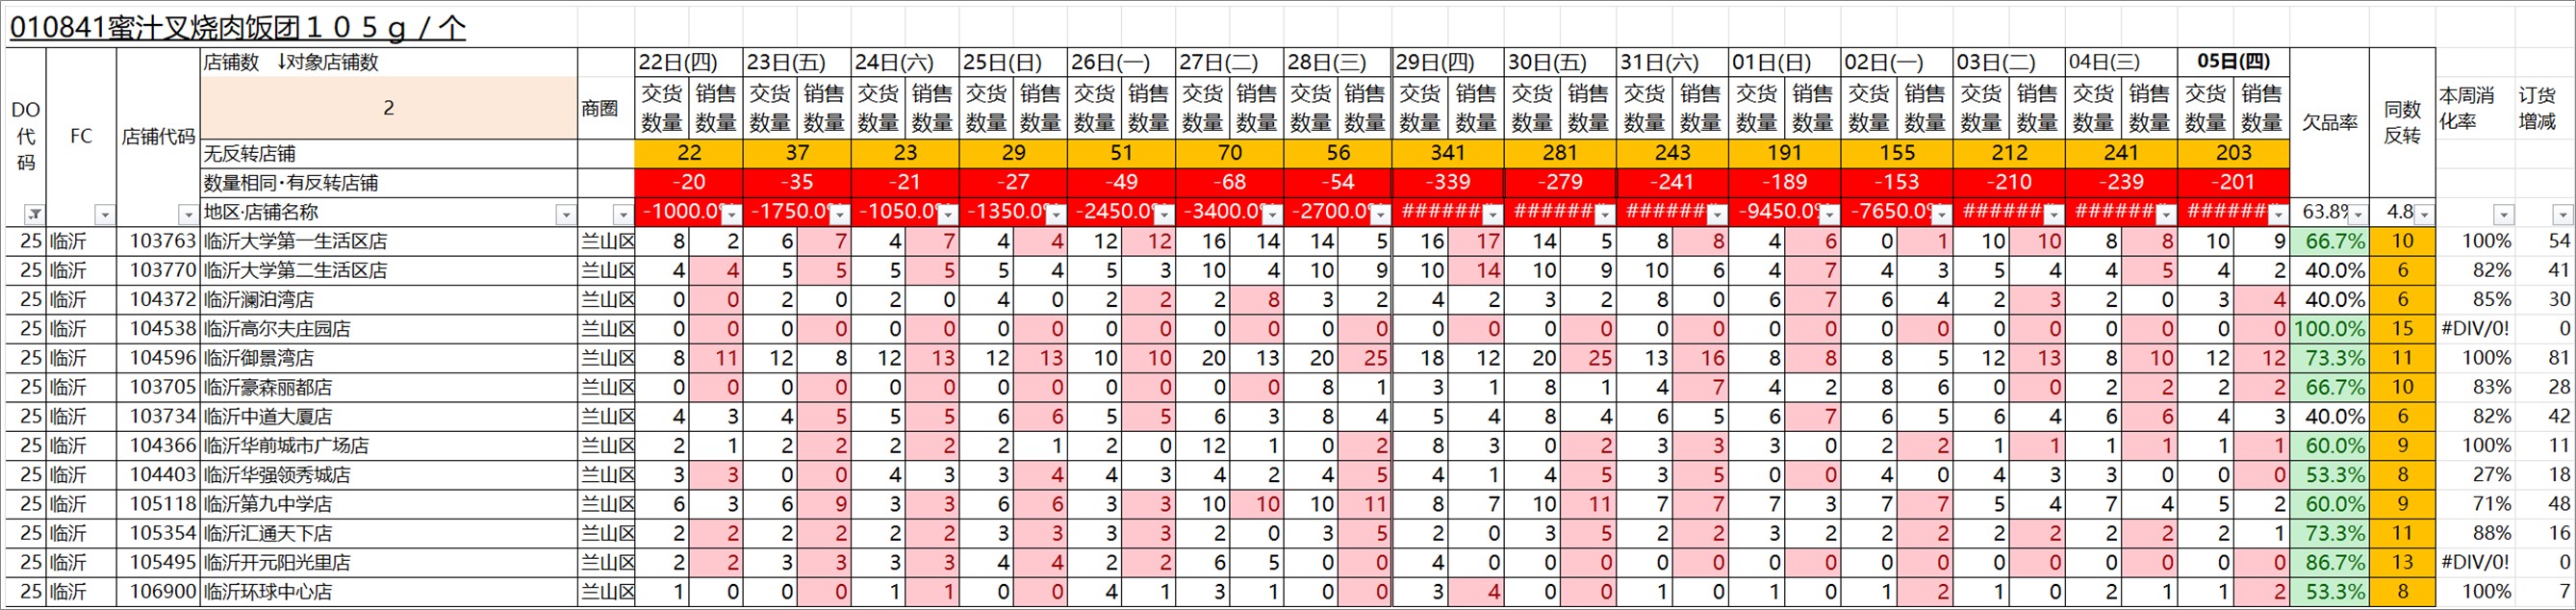 010841蜜汁叉烧肉饭团１０５ｇ／个
DO代码 FC 店铺代码 店铺数 ↓对象店铺数 商圈 22日(四) 23日(五) 24日(六) 25日(日) 26日(一) 27日(二) 28日(三) 29日(四) 30日(五) 31日(六) 01日(日) 02日(一) 03日(二) 04日(三) 05日(四) 欠品率 同数反转 本周消化率 订货增减
2 交货数量 销售数量 交货数量 销售数量 交货数量 销售数量 交货数量 销售数量 交货数量 销售数量 交货数量 销售数量 交货数量 销售数量 交货数量 销售数量 交货数量 销售数量 交货数量 销售数量 交货数量 销售数量 交货数量 销售数量 交货数量 销售数量 交货数量 销售数量 交货数量 销售数量
无反转店铺 22 37 23 29 51 70 56 341 281 243 191 155 212 241 203
数量相同·有反转店铺 -20 -35 -21 -27 -49 -68 -54 -339 -279 -241 -189 -153 -210 -239 -201
地区·店铺名称 -1000.0% -1750.0% -1050.0% -1350.0% -2450.0% -3400.0% -2700.0% ###### ###### ###### -9450.0% -7650.0% ###### ###### ###### 63.8% 4.8
25 临沂 103763 临沂大学第一生活区店 兰山区 8 2 6 7 4 7 4 4 12 12 16 14 14 5 16 17 14 5 8 8 4 6 0 1 10 10 8 8 10 9 66.7% 10 100% 54
25 临沂 103770 临沂大学第二生活区店 兰山区 4 4 5 5 5 5 5 4 5 3 10 4 10 9 10 14 10 9 10 6 4 7 4 3 5 4 4 5 4 2 40.0% 6 82% 41
25 临沂 104372 临沂澜泊湾店 兰山区 0 0 2 0 2 0 4 0 2 2 2 8 3 2 4 2 3 2 8 0 6 7 6 4 2 3 2 0 3 4 40.0% 6 85% 30
25 临沂 104538 临沂高尔夫庄园店 兰山区 0 0 0 0 0 0 0 0 0 0 0 0 0 0 0 0 0 0 0 0 0 0 0 0 0 0 0 0 0 0 100.0% 15 #DIV/0! 0
25 临沂 104596 临沂御景湾店 兰山区 8 11 12 8 12 13 12 13 10 10 20 13 20 25 18 12 20 25 13 16 8 8 8 5 12 13 8 10 12 12 73.3% 11 100% 81
25 临沂 103705 临沂豪森丽都店 兰山区 0 0 0 0 0 0 0 0 0 0 0 0 8 1 3 1 8 1 4 7 4 2 8 6 0 0 2 2 2 2 66.7% 10 83% 28
25 临沂 103734 临沂中道大厦店 兰山区 4 3 4 5 5 5 6 6 5 5 6 3 8 4 5 4 8 4 6 5 6 7 6 5 6 4 6 6 4 3 40.0% 6 82% 42
25 临沂 104366 临沂华前城市广场店 兰山区 2 1 2 2 2 2 2 1 2 0 12 1 0 2 8 3 0 2 3 3 3 0 2 2 1 1 1 1 1 1 60.0% 9 100% 11
25 临沂 104403 临沂华强领秀城店 兰山区 3 3 0 0 4 3 3 4 4 3 4 2 4 5 4 1 4 5 3 5 0 0 4 0 4 3 3 0 0 0 53.3% 8 27% 18
25 临沂 105118 临沂第九中学店 兰山区 6 3 6 9 3 3 6 6 3 3 10 10 10 11 8 7 10 11 7 7 7 3 7 7 5 4 7 4 5 2 60.0% 9 71% 48
25 临沂 105354 临沂汇通天下店 兰山区 2 2 2 2 2 2 3 3 3 3 2 0 3 5 2 0 3 5 2 2 3 2 2 2 2 2 2 2 2 1 73.3% 11 88% 16
25 临沂 105495 临沂开元阳光里店 兰山区 2 2 3 3 3 3 4 4 2 2 6 5 0 0 4 0 0 0 0 0 0 0 0 0 0 0 0 0 0 0 86.7% 13 #DIV/0! 0
25 临沂 106900 临沂环球中心店 兰山区 1 0 0 0 1 1 0 0 4 1 3 1 0 0 3 4 0 0 1 0 1 0 1 2 1 0 2 1 1 2 53.3% 8 100% 7